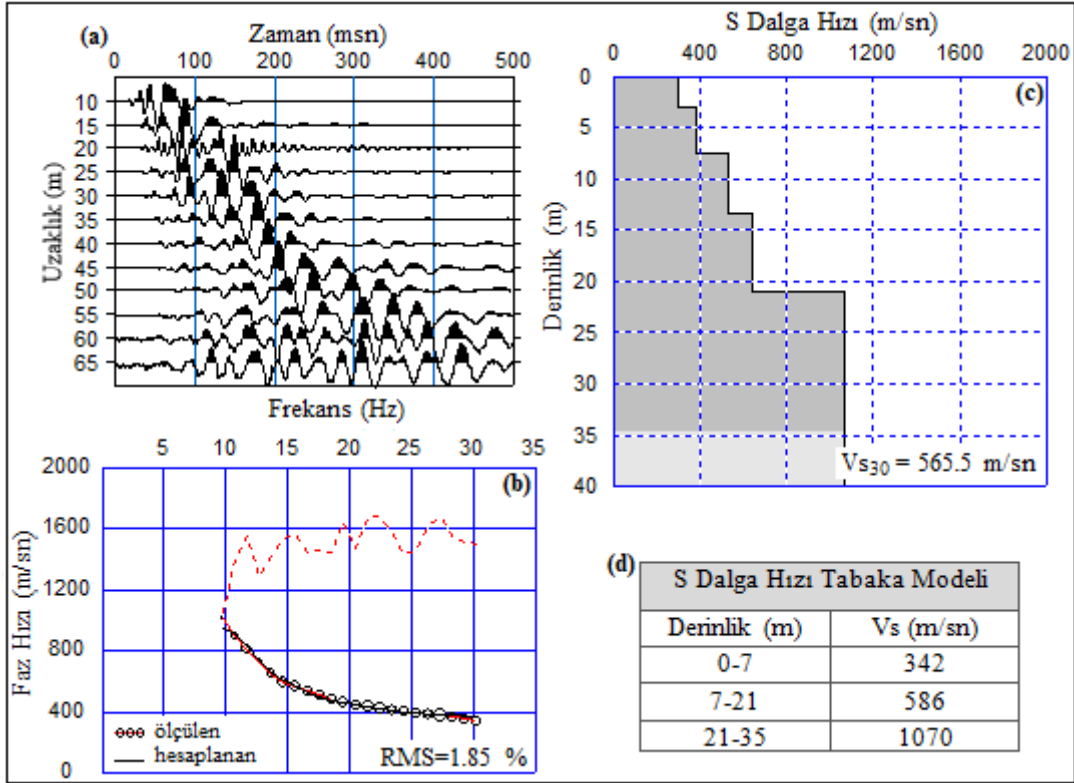 (a)
Zaman (msn)
0 100 200 300 400 500
Uzaklık (m)
10
15
20
25
30
35
40
45
50
55
60
65
Frekans (Hz)
5 10 15 20 25 30 35
(b)
Faz Hızı (m/sn)
2000
1600
1200
800
400
0
ölçülen
hesaplanan
RMS=1.85 %
S Dalga Hızı (m/sn)
0 400 800 1200 1600 2000
(c)
Derinlik (m)
0
5
10
15
20
25
30
35
40
Vs30 = 565.5 m/sn
(d)
S Dalga Hızı Tabaka Modeli
Derinlik (m) Vs (m/sn)
0-7 342
7-21 586
21-35 1070